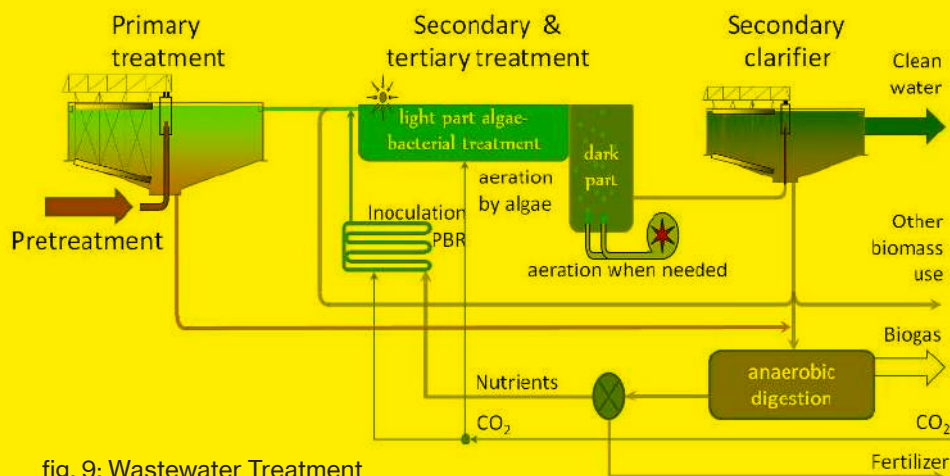 Primary
treatment
Secondary &
tertiary treatment
Secondary
clarifier
Clean
water
light part algae-
bacterial treatment
dark
part
aeration
by algae
Inoculation
PBR
Pretreatment
aeration when needed
Other
biomass
use
Biogas
anaerobic
digestion
Nutrients
CO₂
CO₂
Fertilizer
fig. 9: Wastewater Treatment